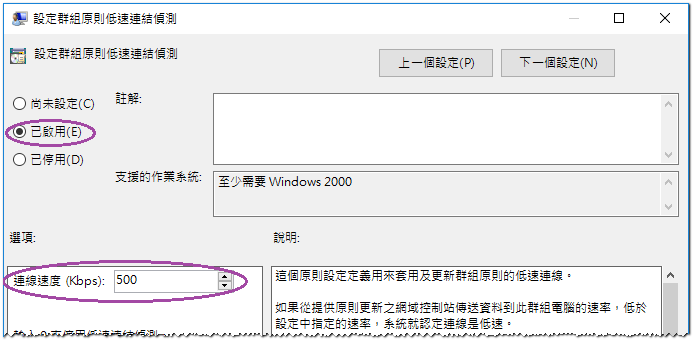 設定群組原則低速連結偵測
設定群組原則低速連結偵測
上一個設定(P)
下一個設定(N)
尚未設定(C)
註解:
已啟用(E)
已停用(D)
支援的作業系統:
至少需要 Windows 2000
選項:
說明:
連線速度 (Kbps):
500
這個原則設定定義用來套用及更新群組原則的低速連線。
如果從提供原則更新之網域控制站傳送資料到此群組電腦的速率，低於
設定中指定的速率，系統就認定連線是低速。